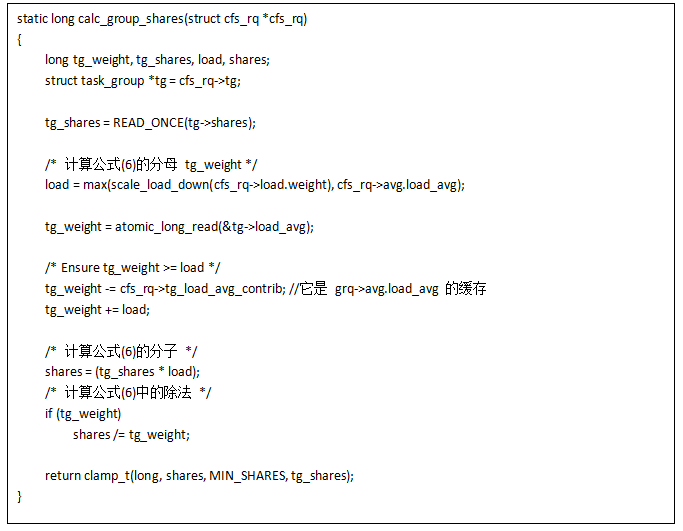 static long calc_group_shares(struct cfs_rq *cfs_rq)
{
long tg_weight, tg_shares, load, shares;
struct task_group *tg = cfs_rq->tg;
tg_shares = READ_ONCE(tg->shares);
/* 计算公式(6)的分母 tg_weight */
load = max(scale_load_down(cfs_rq->load.weight), cfs_rq->avg.load_avg);
tg_weight = atomic_long_read(&tg->load_avg);
/* Ensure tg_weight >= load */
tg_weight -= cfs_rq->tg_load_avg_contrib; //它是 grq->avg.load_avg 的缓存
tg_weight += load;
/* 计算公式(6)的分子 */
shares = (tg_shares * load);
/* 计算公式(6)中的除法 */
if (tg_weight)
shares /= tg_weight;
return clamp_t(long, shares, MIN_SHARES, tg_shares);
}